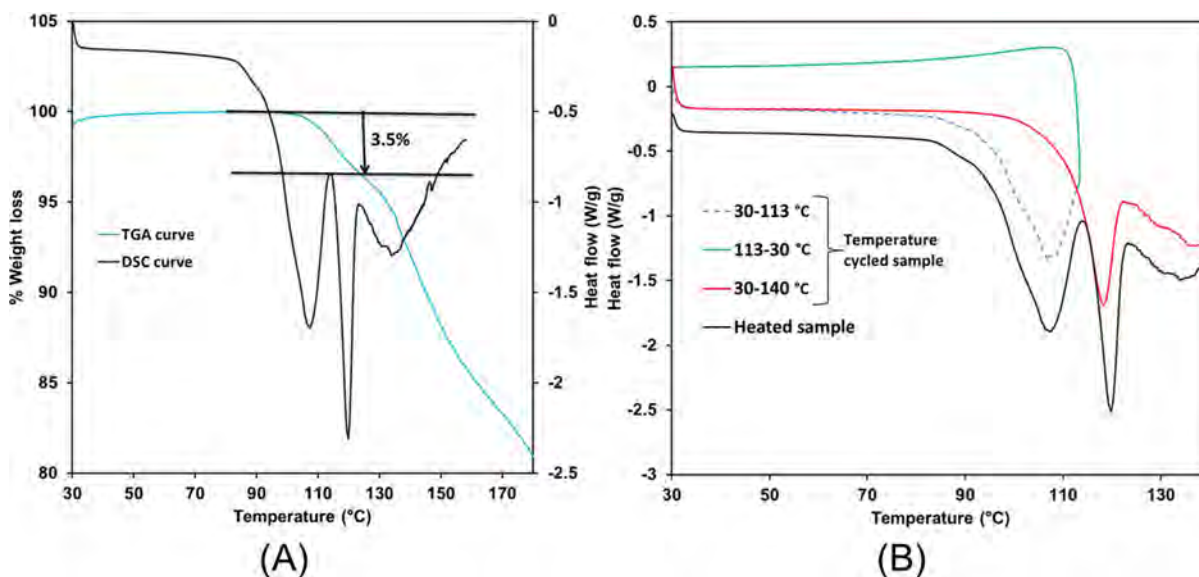 105
100
95
90
85
80
% Weight loss
3.5%
TGA curve
DSC curve
0
-0.5
-1
-1.5
-2
-2.5
Heat flow (W/g)
30
50
70
90
110
130
150
170
Temperature (°C)
(A)
0.5
0
-0.5
-1
-1.5
-2
-2.5
-3
Heat flow (W/g)
30-113 °C
113-30 °C
30-140 °C
Temperature
cycled sample
Heated sample
30
50
70
90
110
130
Temperature (°C)
(B)